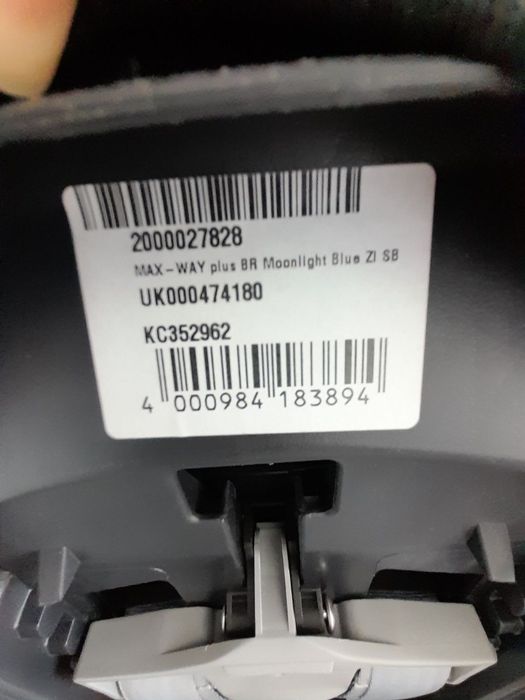 2000027828
MAX-WAY plus BR Moonlight Blue ZI SB
UK000474180
KC352962
4 000984 183894